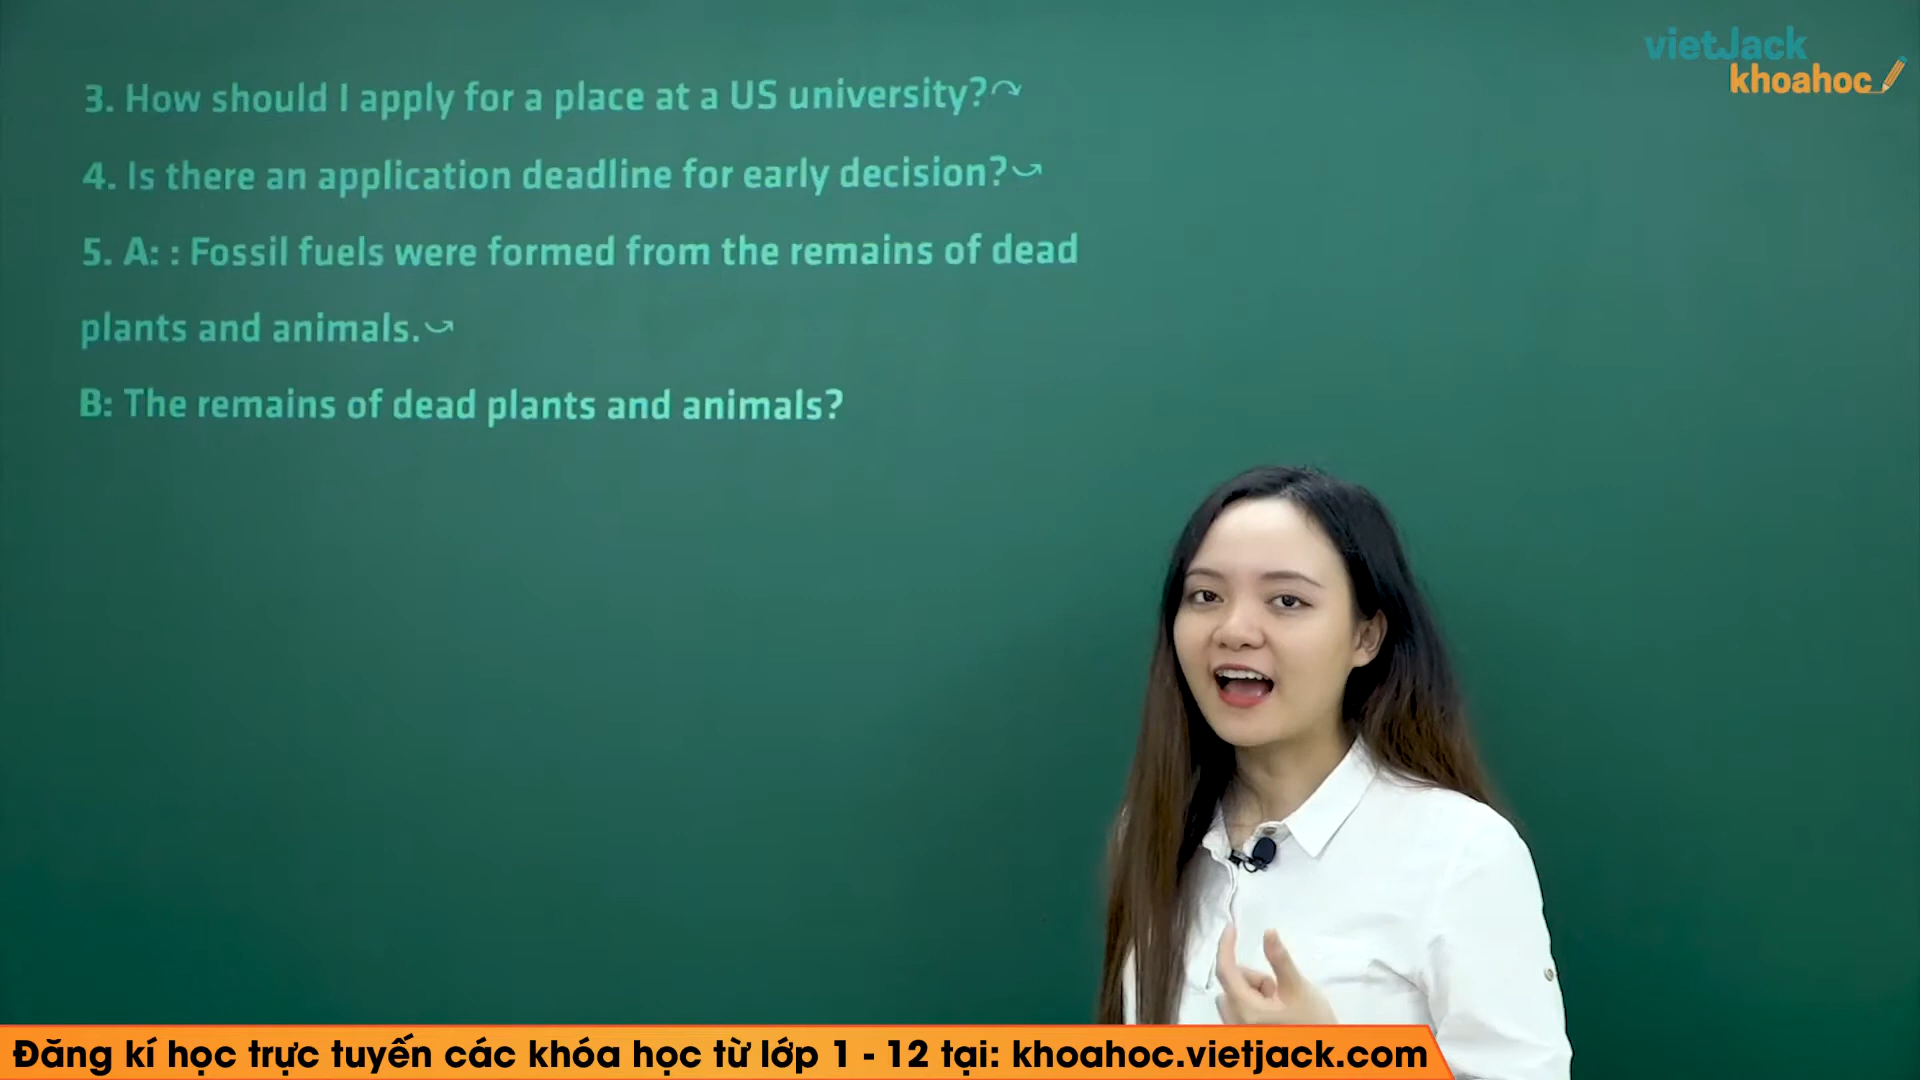 vietJack
khoahoc
3. How should I apply for a place at a US university?
4. Is there an application deadline for early decision?
5. A: : Fossil fuels were formed from the remains of dead
plants and animals.
B: The remains of dead plants and animals?
Đăng kí học trực tuyến các khóa học từ lớp 1 - 12 tại: khoahoc.vietjack.com